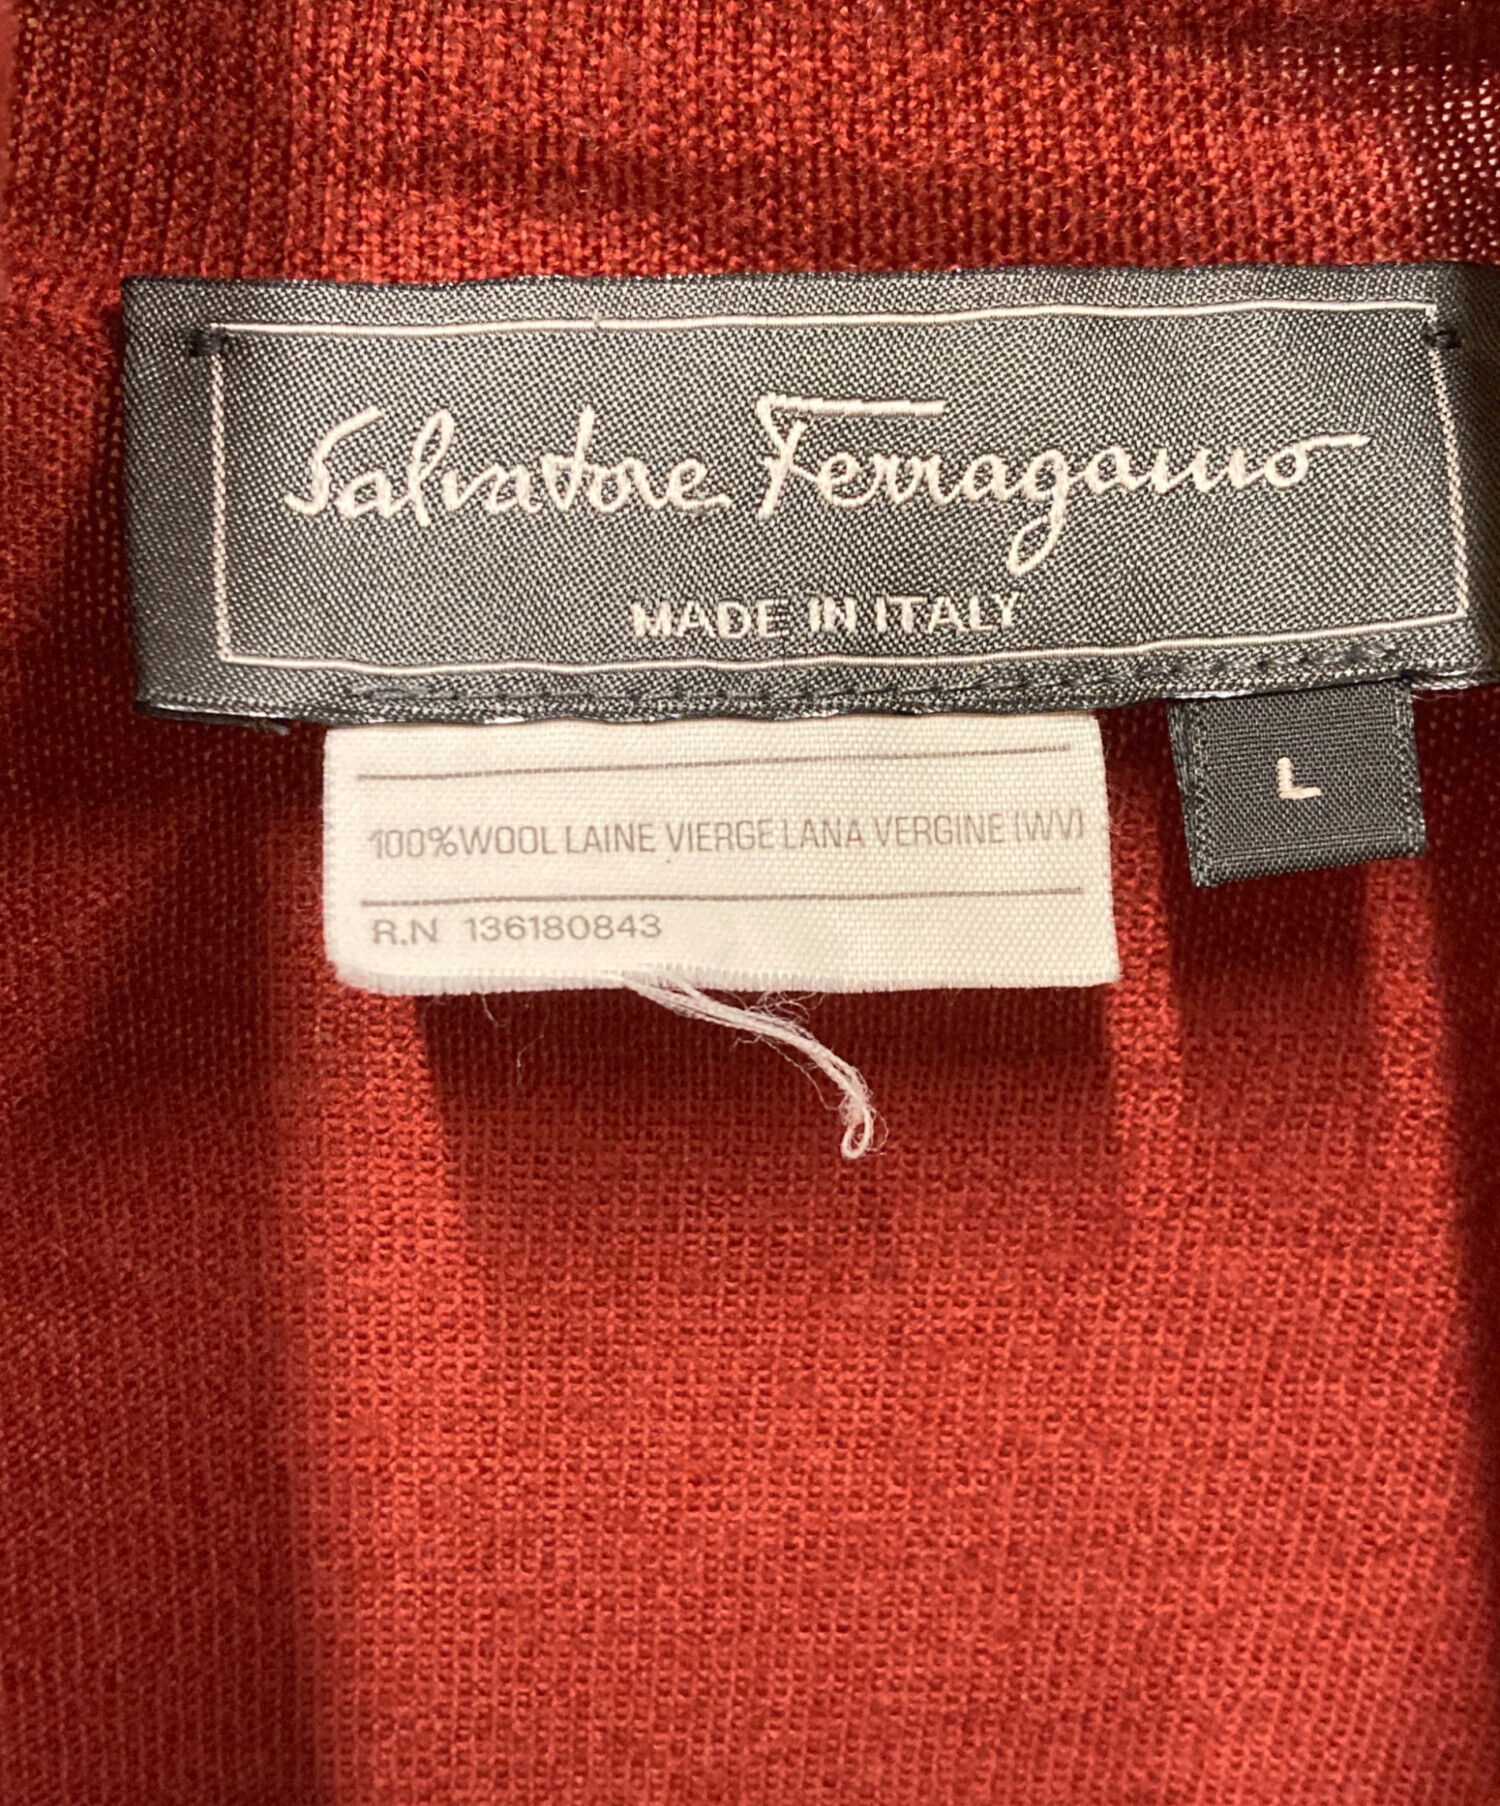 Salvatore Ferragamo
MADE IN ITALY
L
100%WOOL LAINE VIERGE LANA VERGINE (WV)
R.N 136180843